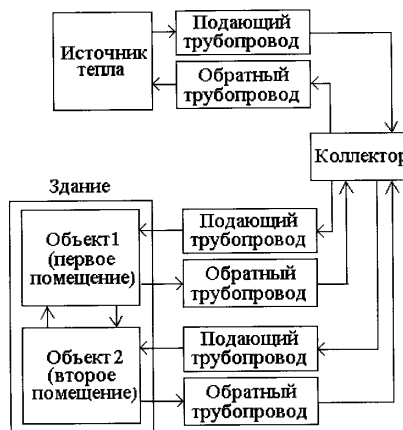 Источник
тепла
Подающий
трубопровод
Обратный
трубопровод
Коллектор
Здание
Объект1
(первое
помещение)
Подающий
трубопровод
Обратный
трубопровод
Объект 2
(второе
помещение)
Подающий
трубопровод
Обратный
трубопровод